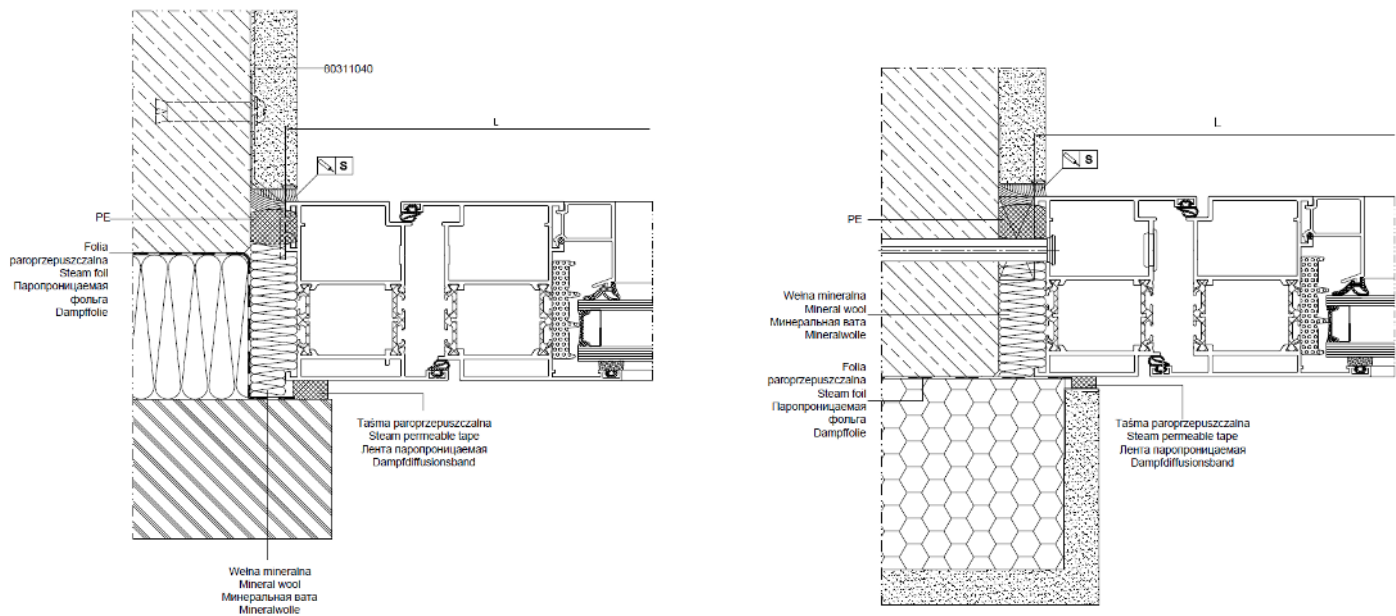 80311040
L
S
PE
Folia
paroprzepuszczalna
Steam foil
Паропроницаемая
фольга
Dampffolie
Taśma paroprzepuszczalna
Steam permeable tape
Лента паропроницаемая
Dampfdiffusionsband
Wełna mineralna
Mineral wool
Минеральная вата
Mineralwolle
L
S
PE
Wełna mineralna
Mineral wool
Минеральная вата
Mineralwolle
Folia
paroprzepuszczalna
Steam foil
Паропроницаемая
фольга
Dampffolie
Taśma paroprzepuszczalna
Steam permeable tape
Лента паропроницаемая
Dampfdiffusionsband